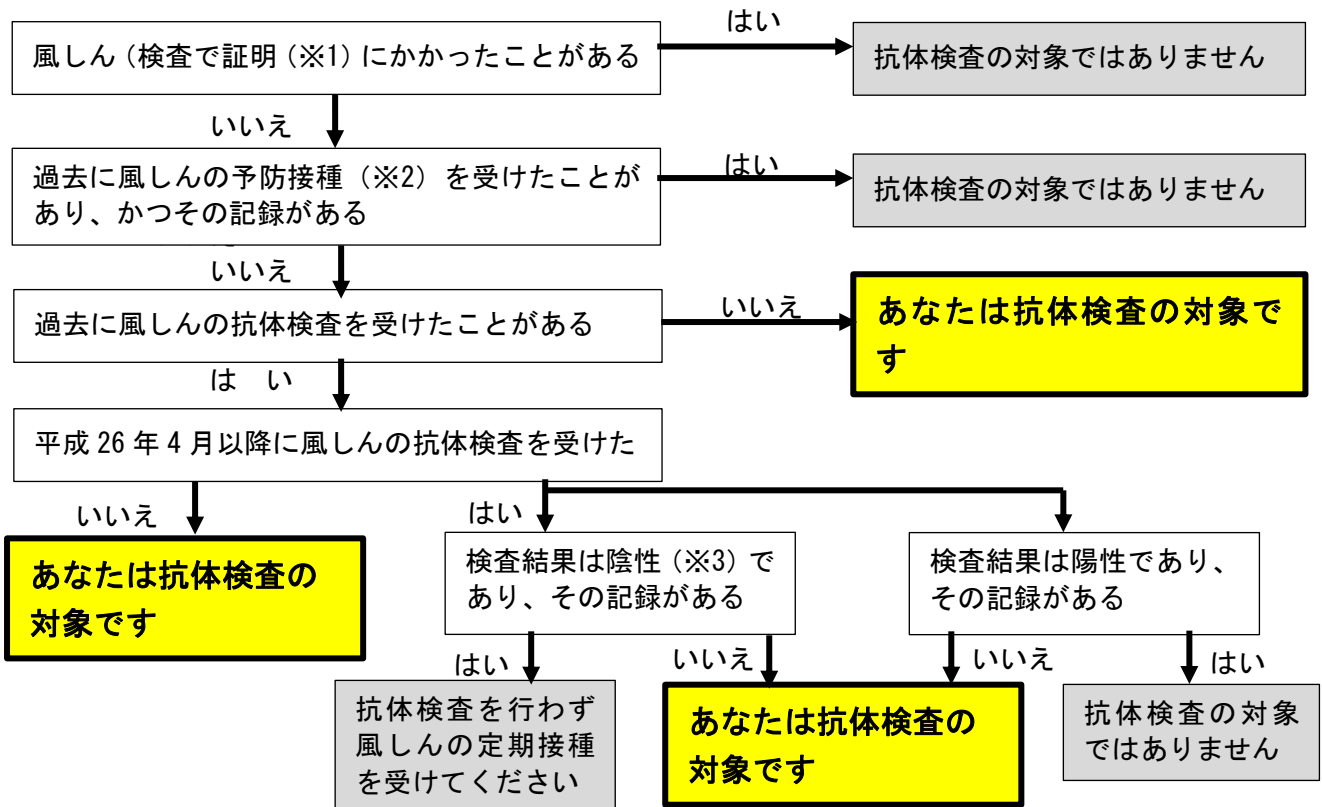 はい
風しん（検査で証明（※1）にかかったことがある
抗体検査の対象ではありません
いいえ
はい
過去に風しんの予防接種（※2）を受けたことが
あり、かつその記録がある
抗体検査の対象ではありません
いいえ
過去に風しんの抗体検査を受けたことがある
いいえ
あなたは抗体検査の対象で
す
は　い
平成 26 年 4 月以降に風しんの抗体検査を受けた
いいえ
はい
あなたは抗体検査の
対象です
検査結果は陰性（※3）で
あり、その記録がある
検査結果は陽性であり、
その記録がある
はい
いいえ
いいえ
はい
抗体検査を行わず
風しんの定期接種
を受けてください
あなたは抗体検査の
対象です
抗体検査の対象
ではありません